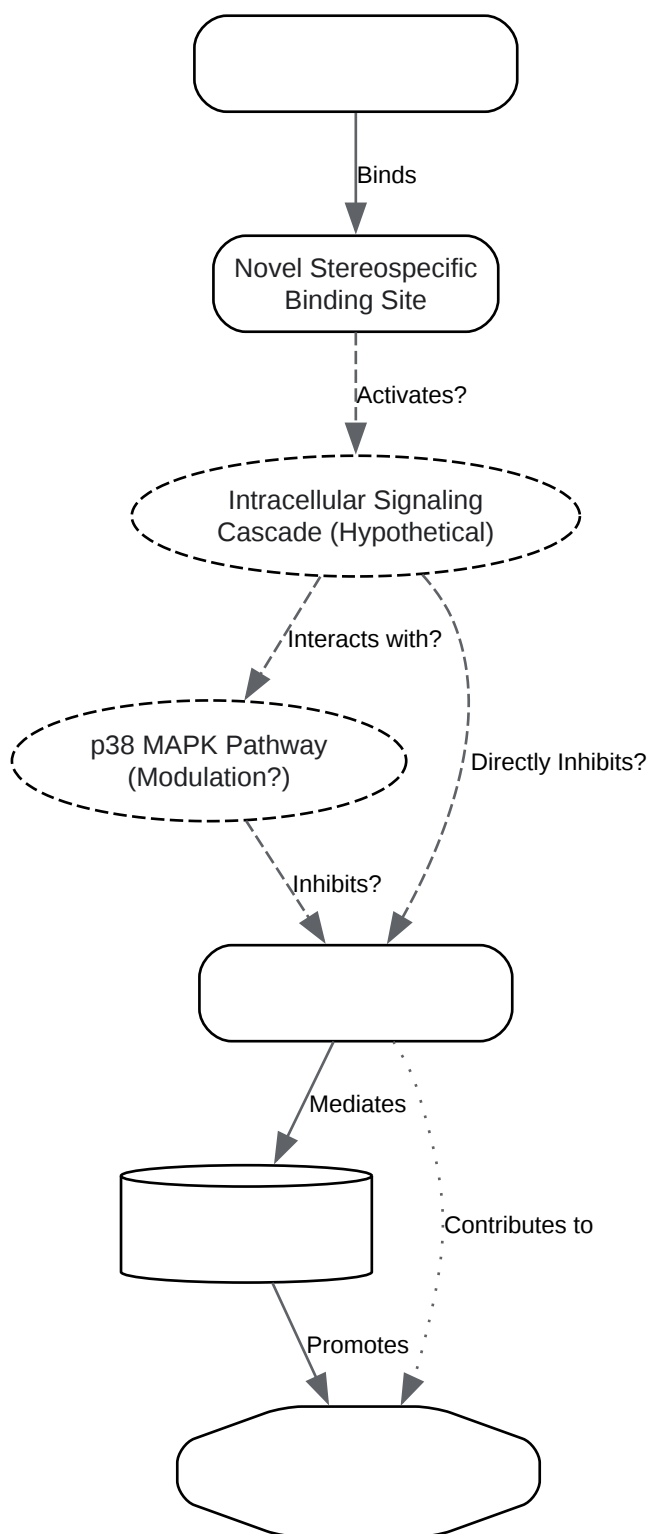 Binds
Novel Stereospecific
Binding Site
Activates?
Intracellular Signaling
Cascade (Hypothetical)
Interacts with?
p38 MAPK Pathway
(Modulation?)
Directly Inhibits?
Inhibits?
Mediates
Contributes to
Promotes